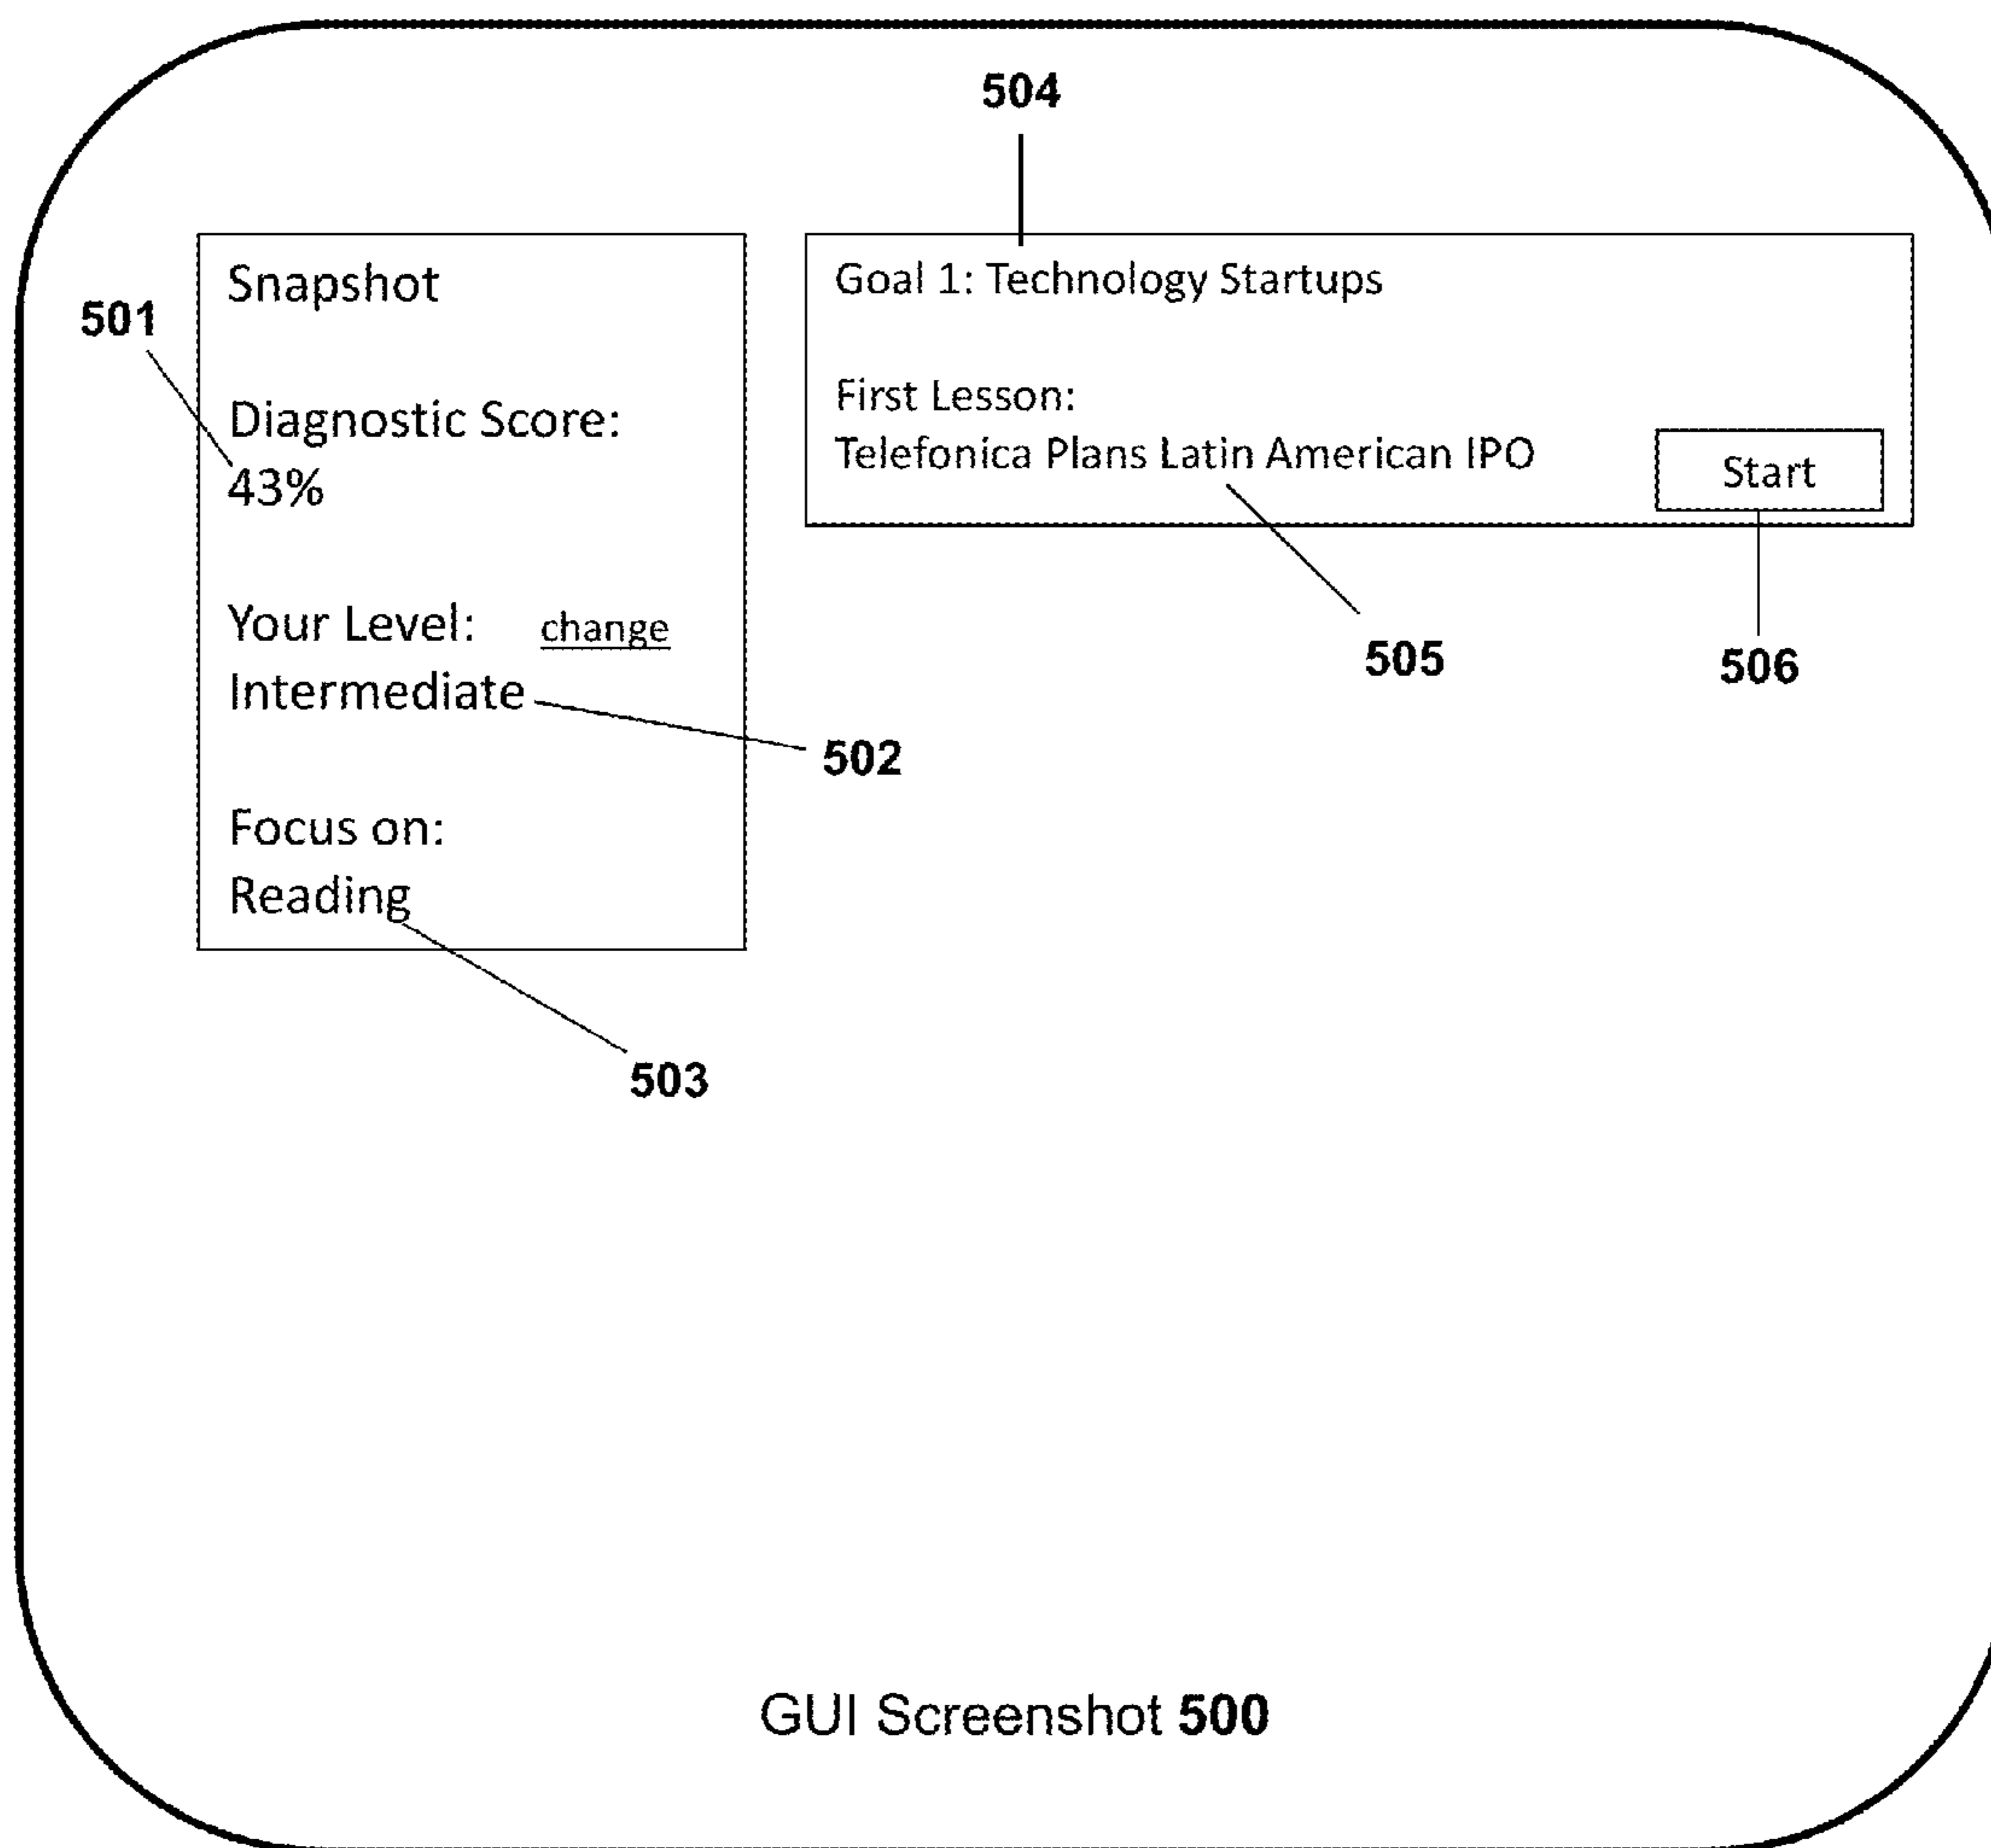 504
501
Snapshot
Diagnostic Score:
43%
Your Level: change
Intermediate
502
Focus on:
Reading
503
Goal 1: Technology Startups
First Lesson:
Telefonica Plans Latin American IPO
Start
505
506
GUI Screenshot 500